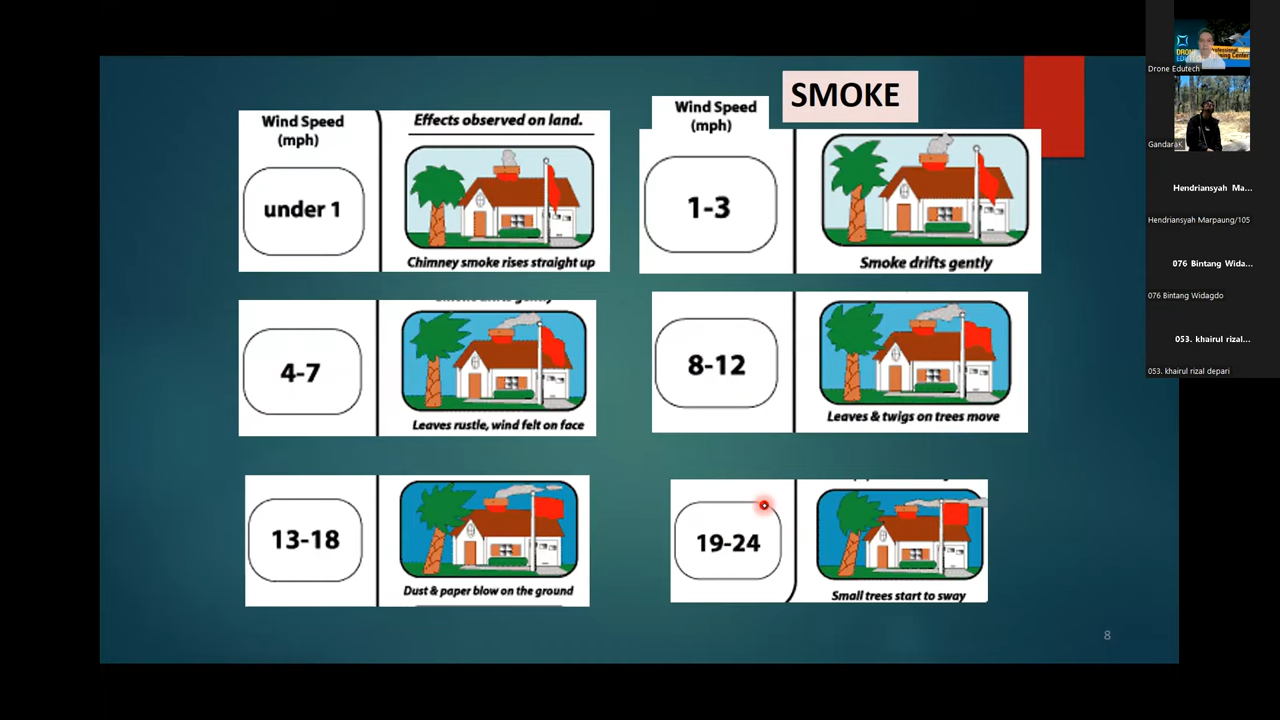 SMOKE
Wind Speed
(mph)
Effects observed on land.
under 1
Chimney smoke rises straight up
Wind Speed
(mph)
1-3
Smoke drifts gently
4-7
Leaves rustle, wind felt on face
8-12
Leaves & twigs on trees move
13-18
Dust & paper blow on the ground
19-24
Small trees start to sway
8
Drone Edutech
GandaraK
Hendriansyah Ma...
Hendriansyah Marpaung/105
076 Bintang Wida...
076 Bintang Widagdo
053. khairul rizal...
053. khairul rizal depari